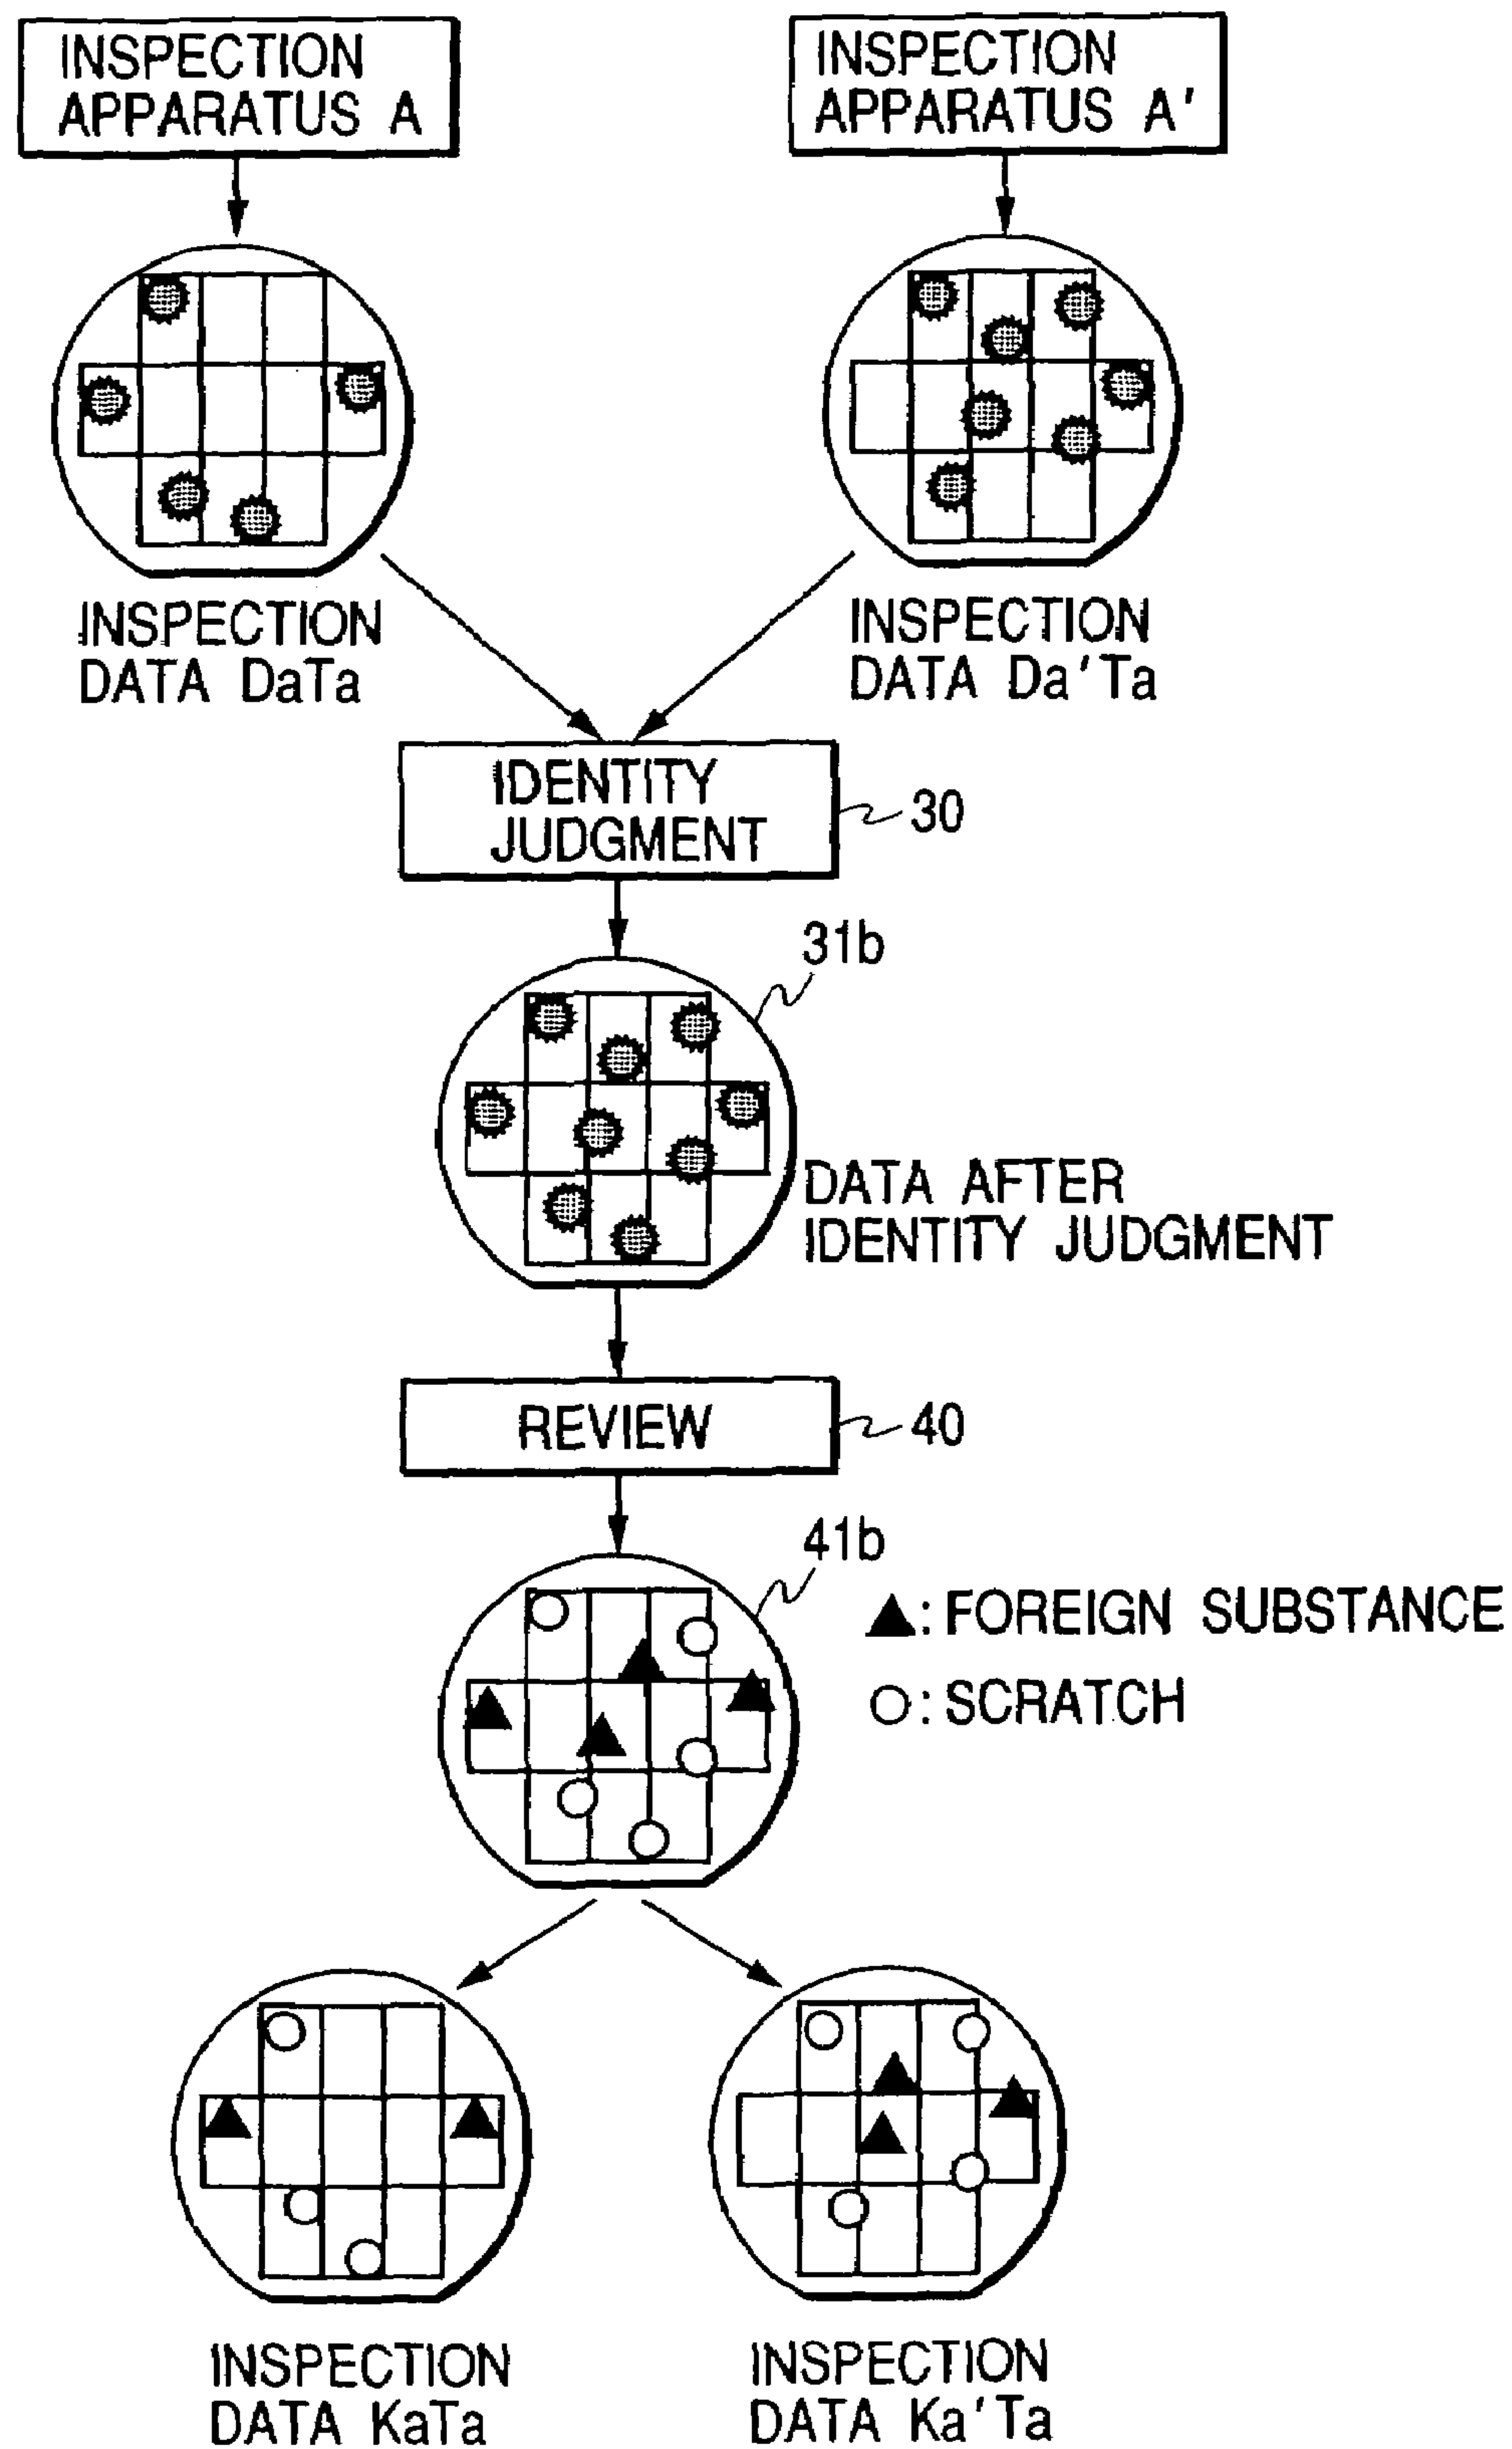 INSPECTION
APPARATUS A
INSPECTION
APPARATUS A'
INSPECTION
DATA DaTa
INSPECTION
DATA Da'Ta
IDENTITY
JUDGMENT
30
31b
DATA AFTER
IDENTITY JUDGMENT
REVIEW
40
41b
▲: FOREIGN SUBSTANCE
○: SCRATCH
INSPECTION
DATA KaTa
INSPECTION
DATA Ka'Ta